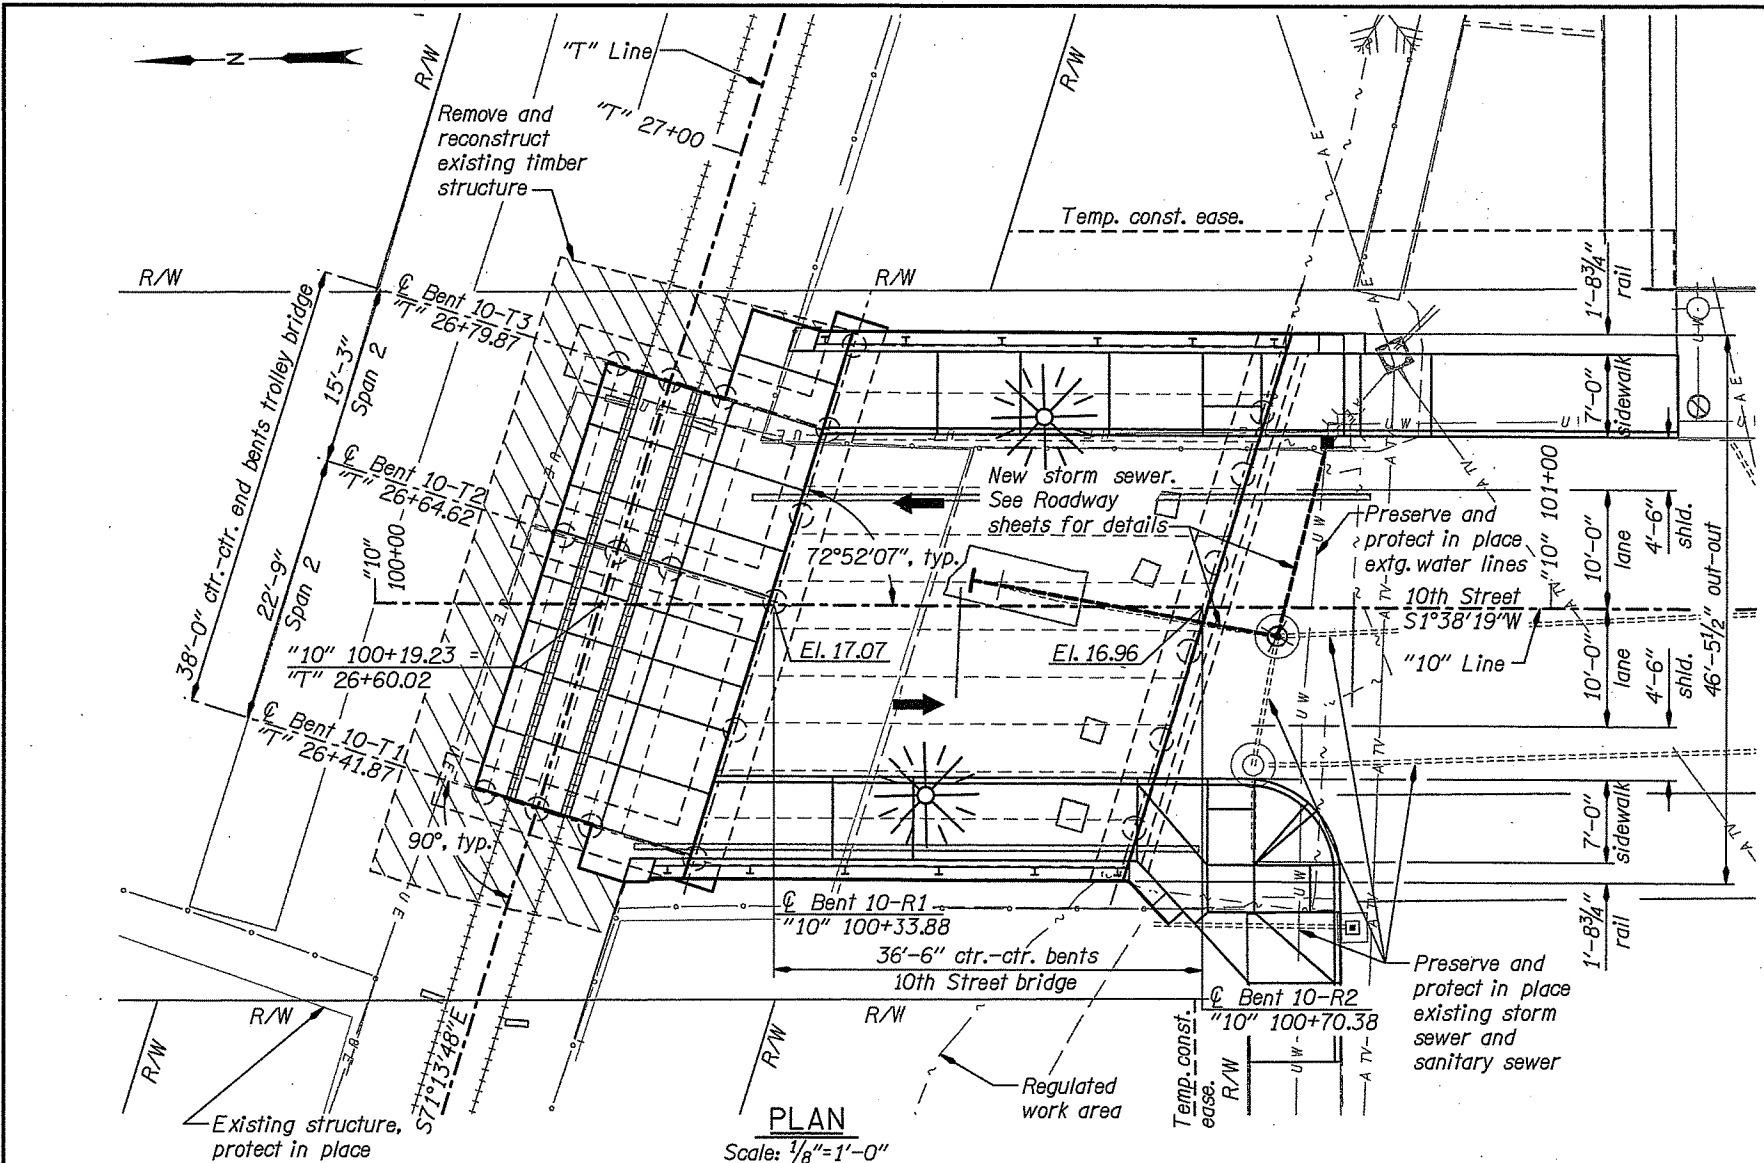 N
R/W
"T" Line
"T" 27+00
R/W
Remove and
reconstruct
existing timber
structure
A E
Temp. const. ease.
R/W
R/W
1'-8¾"
rail
℄ Bent 10-T3
"T" 26+79.87
38'-0" ctr.-ctr. end bents trolley bridge
15'-3"
Span 2
7'-0"
sidewalk
℄ Bent 10-T2
"T" 26+64.62
New storm sewer.
See Roadway
sheets for details
Preserve and
protect in place
extg. water lines
"10" 101+00
10'-0"
lane
4'-6"
shld.
46'-5½" out-out
"10"
100+00
22'-9"
Span 2
72°52'07", typ.
10th Street
S1°38'19"W
"10" Line
El. 17.07
El. 16.96
"10" 100+19.23 =
"T" 26+60.02
10'-0"
lane
4'-6"
shld.
℄ Bent 10-T1
"T" 26+41.87
90°, typ.
7'-0"
sidewalk
1'-8¾"
rail
℄ Bent 10-R1
"10" 100+33.88
36'-6" ctr.-ctr. bents
10th Street bridge
℄ Bent 10-R2
"10" 100+70.38
Preserve and
protect in place
existing storm
sewer and
sanitary sewer
R/W
R/W
R/W
R/W
S71°13'48"E
Temp. const.
ease.
R/W
Regulated
work area
Existing structure,
protect in place
PLAN
Scale: 1/8"=1'-0"